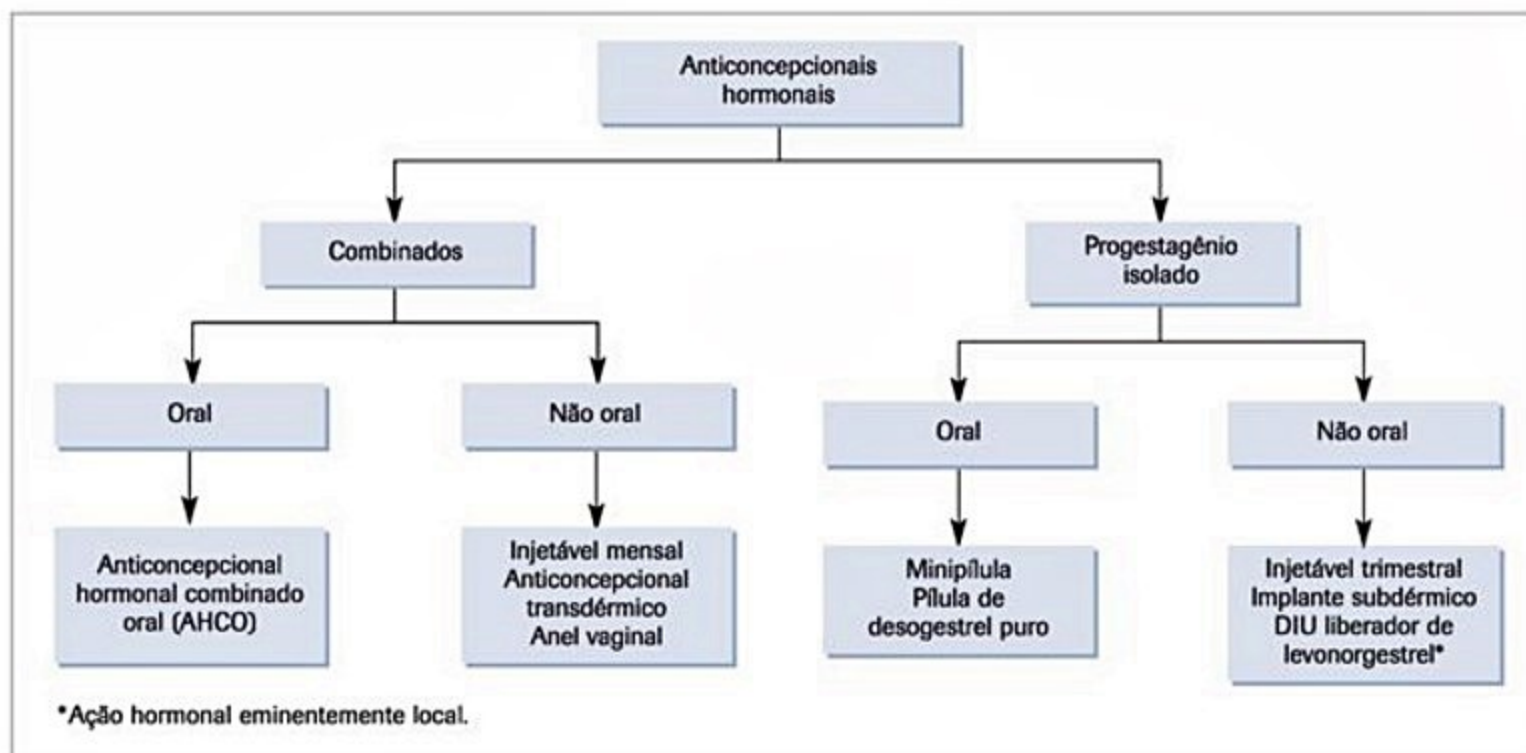 Anticoncepcionais
hormonais
Combinados
Progestagênio
isolado
Oral
Não oral
Oral
Não oral
Anticoncepcional
hormonal combinado
oral (AHCO)
Injetável mensal
Anticoncepcional
transdérmico
Anel vaginal
Minipílula
Pílula de
desogestrel puro
Injetável trimestral
Implante subdérmico
DIU liberador de
levonorgestrel*
*Ação hormonal eminentemente local.